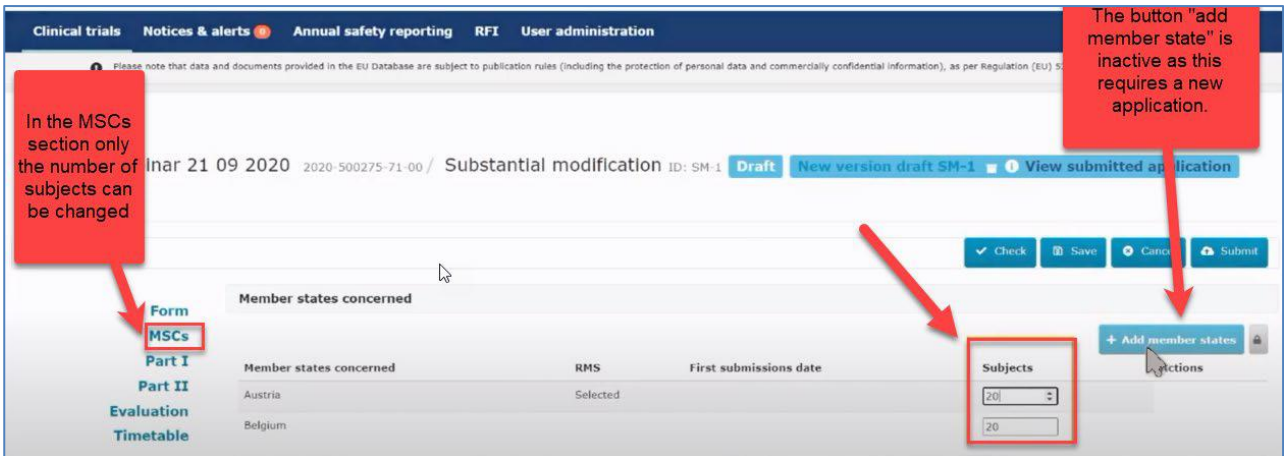 Clinical trials Notices & alerts Annual safety reporting RFI User administration
The button "add
member state" is
inactive as this
requires a new
application.
Please note that data and documents provided in the EU Database are subject to publication rules (including the protection of personal data and commercially confidential information), as per Regulation (EU)
In the MSCs
section only
the number of
subjects can
be changed
inar 21 09 2020 2020-500275-71-00 / Substantial modification ID: SM-1 Draft New version draft SM-1 View submitted application
Check Save Cancel Submit
Form
MSCs
Part I
Part II
Evaluation
Timetable
Member states concerned
+ Add member states
Member states concerned RMS First submissions date Subjects
Austria Selected 20
Belgium 20